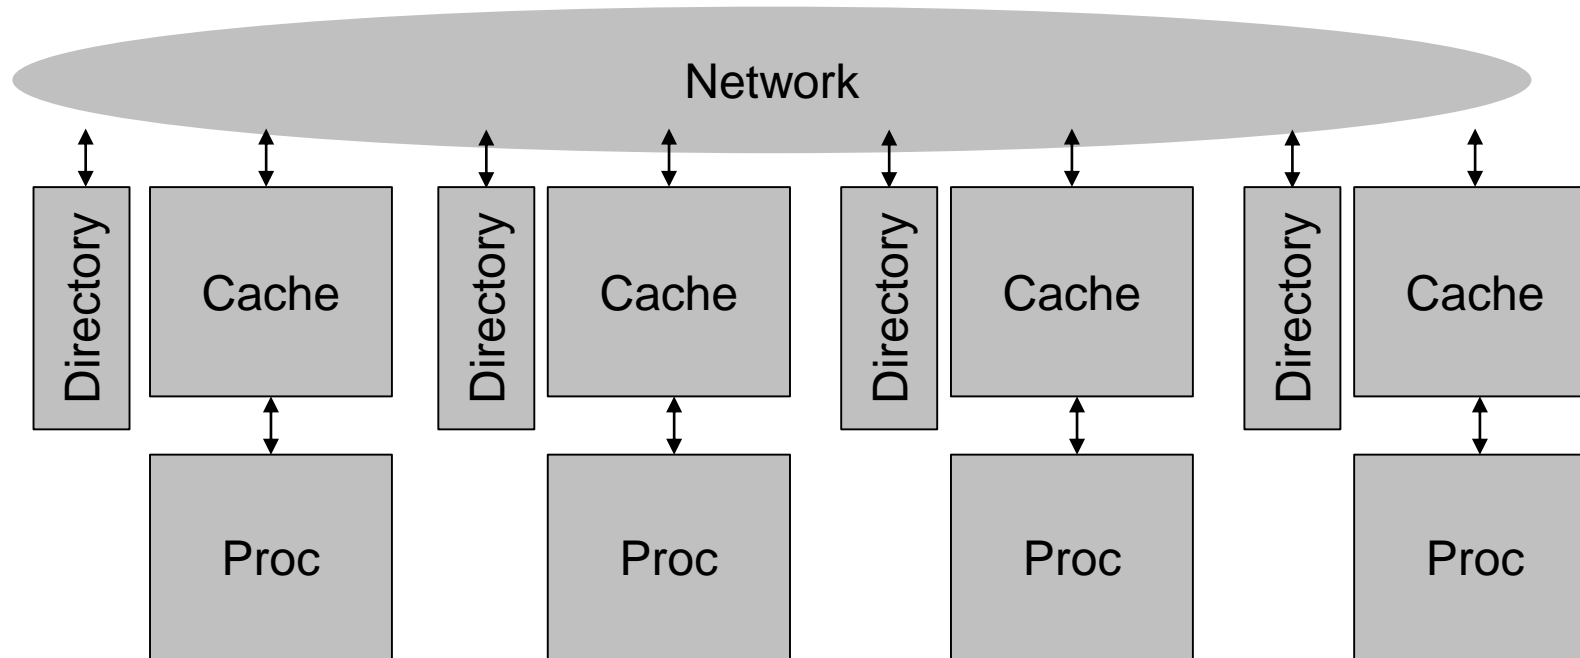 Network
Directory
Cache
Directory
Cache
Directory
Cache
Directory
Cache
Proc
Proc
Proc
Proc